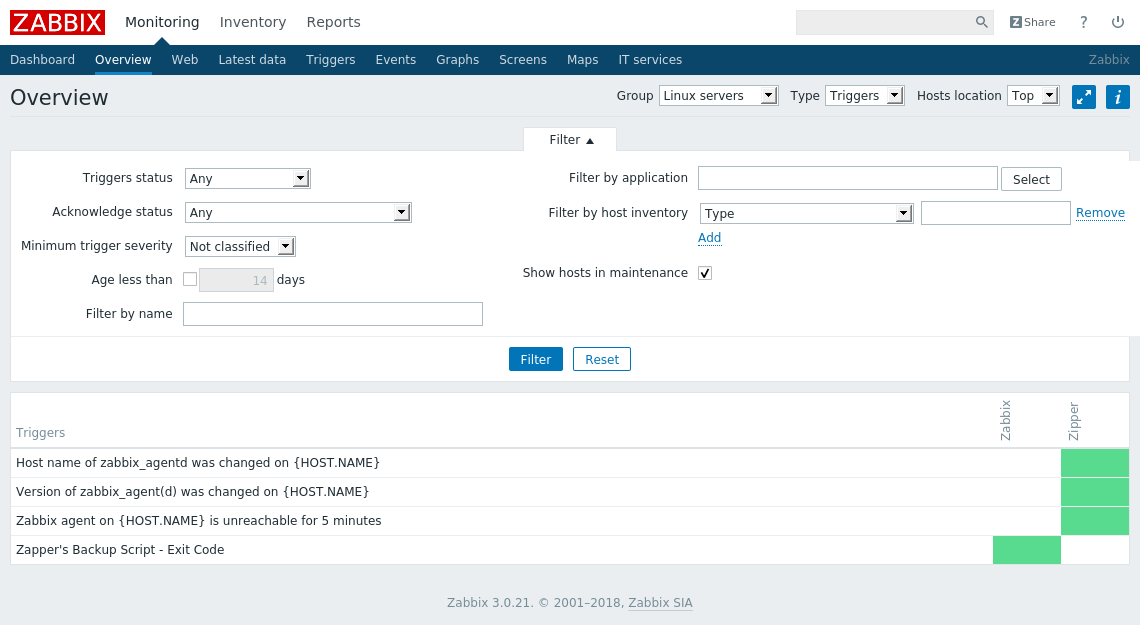 ZABBIX Monitoring Inventory Reports Z Share ?
Dashboard Overview Web Latest data Triggers Events Graphs Screens Maps IT services Zabbix
Overview Group Linux servers Type Triggers Hosts location Top i
Filter ▲
Triggers status Any Filter by application Select
Acknowledge status Any Filter by host inventory Type Remove
Add
Minimum trigger severity Not classified
Show hosts in maintenance
Age less than 14 days
Filter by name
Filter Reset
Triggers Zabbix Zipper
Host name of zabbix_agentd was changed on {HOST.NAME}
Version of zabbix_agent(d) was changed on {HOST.NAME}
Zabbix agent on {HOST.NAME} is unreachable for 5 minutes
Zapper's Backup Script - Exit Code
Zabbix 3.0.21. © 2001–2018, Zabbix SIA